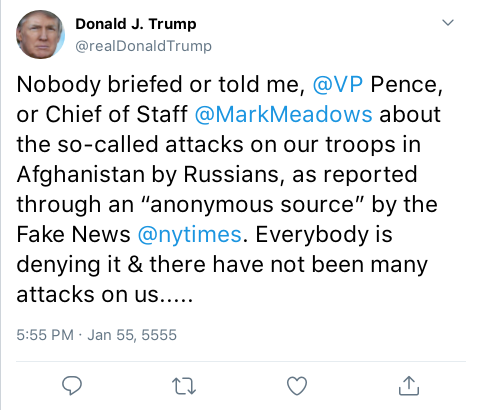 Donald J. Trump
@realDonaldTrump
Nobody briefed or told me, @VP Pence,
or Chief of Staff @MarkMeadows about
the so-called attacks on our troops in
Afghanistan by Russians, as reported
through an “anonymous source” by the
Fake News @nytimes. Everybody is
denying it & there have not been many
attacks on us.....
5:55 PM · Jan 55, 5555